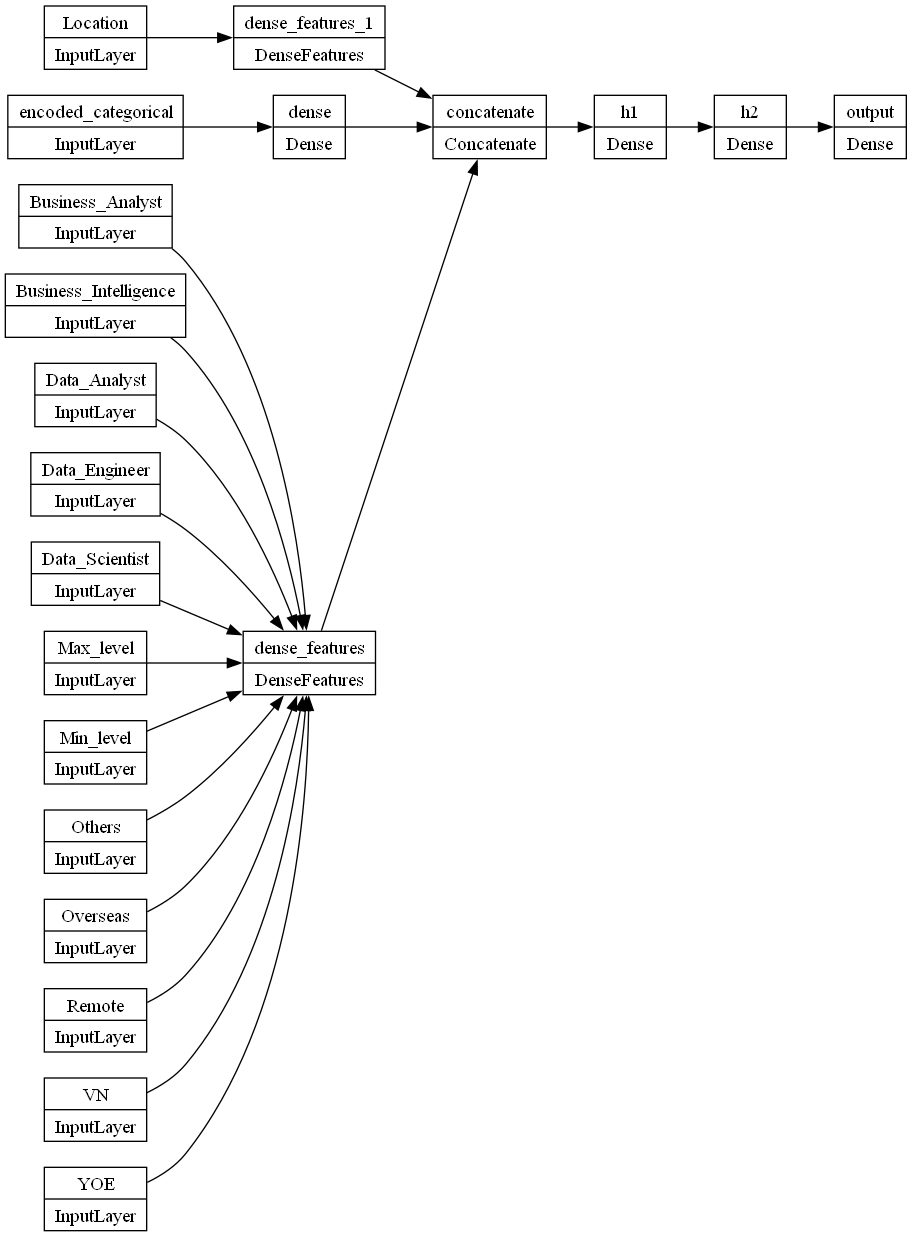 Location
InputLayer
dense_features_1
DenseFeatures
encoded_categorical
InputLayer
dense
Dense
concatenate
Concatenate
h1
Dense
h2
Dense
output
Dense
Business_Analyst
InputLayer
Business_Intelligence
InputLayer
Data_Analyst
InputLayer
Data_Engineer
InputLayer
Data_Scientist
InputLayer
Max_level
InputLayer
dense_features
DenseFeatures
Min_level
InputLayer
Others
InputLayer
Overseas
InputLayer
Remote
InputLayer
VN
InputLayer
YOE
InputLayer